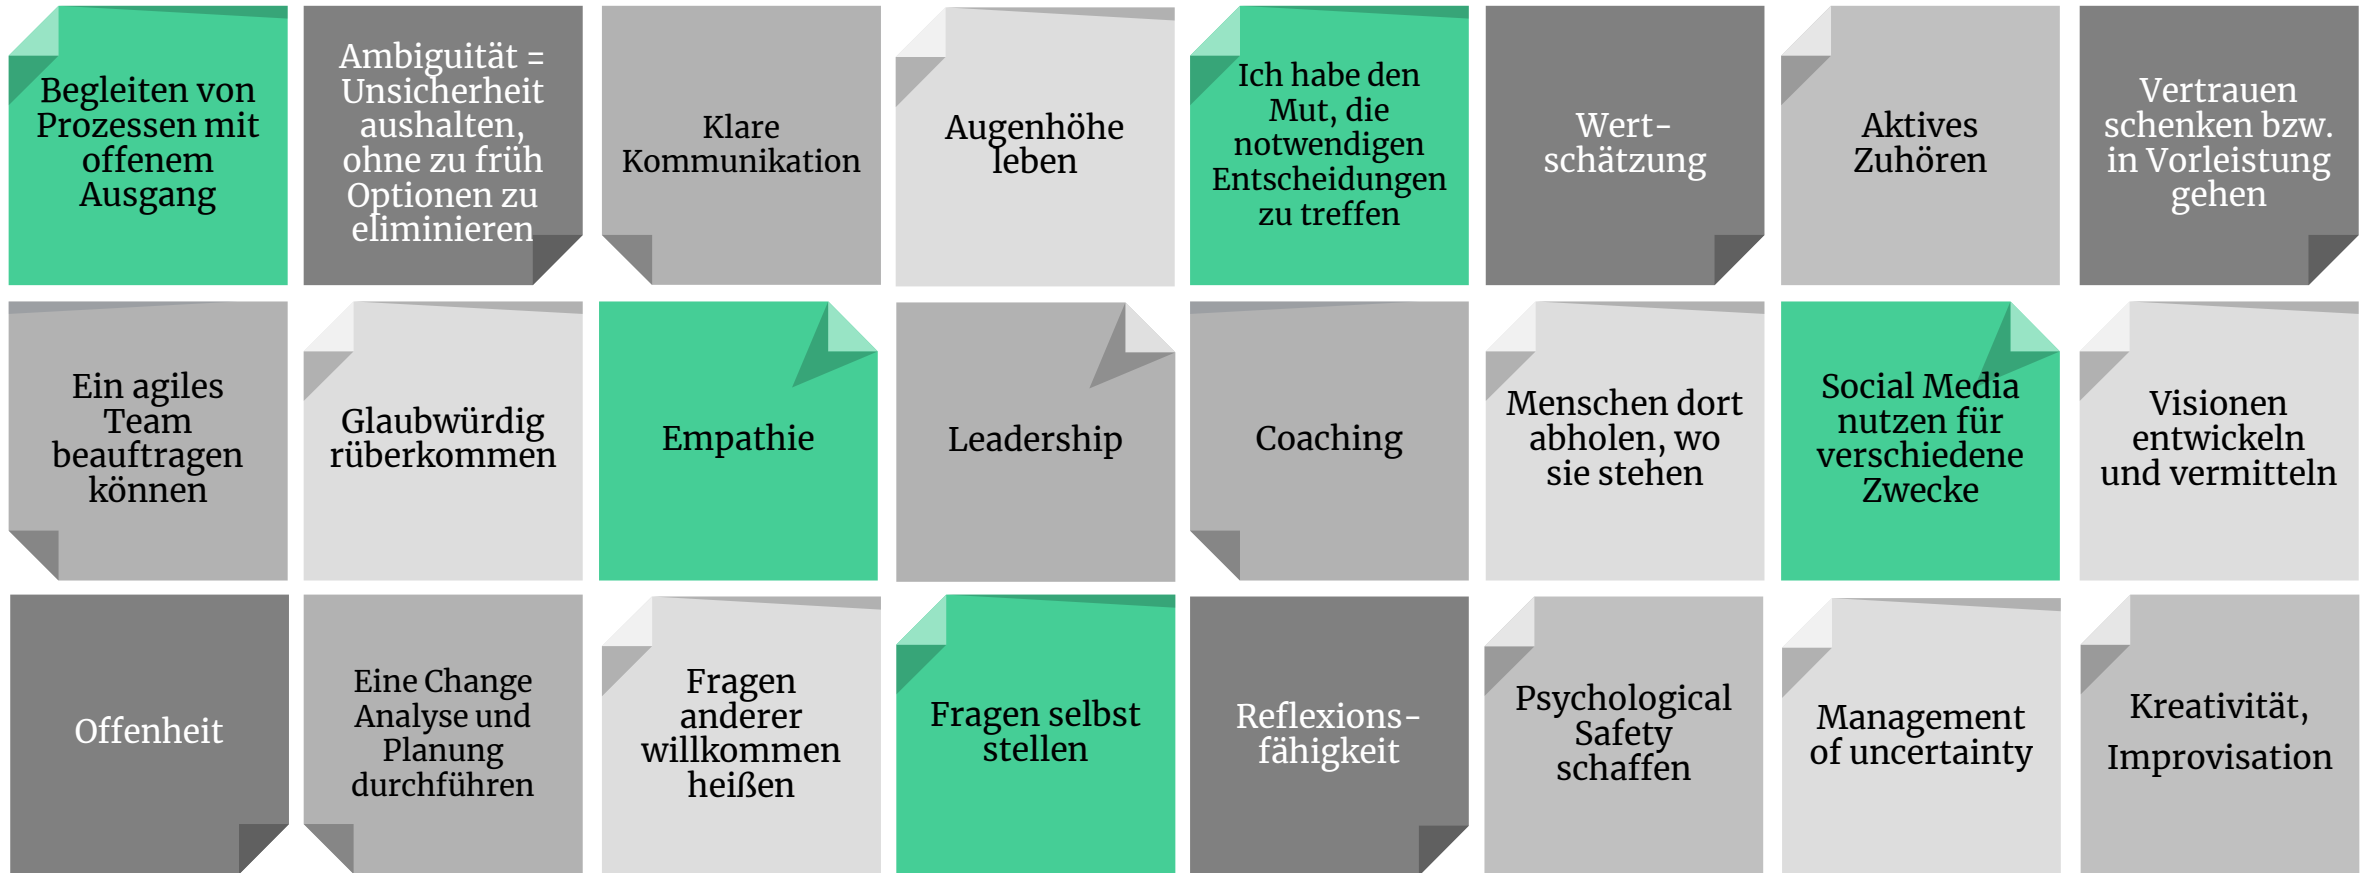 Begleiten von
Prozessen mit
offenem
Ausgang
Ambiguität =
Unsicherheit
aushalten,
ohne zu früh
Optionen zu
eliminieren
Klare
Kommunikation
Augenhöhe
leben
Ich habe den
Mut, die
notwendigen
Entscheidungen
zu treffen
Wert-
schätzung
Aktives
Zuhören
Vertrauen
schenken bzw.
in Vorleistung
gehen
Ein agiles
Team
beauftragen
können
Glaubwürdig
rüberkommen
Empathie
Leadership
Coaching
Menschen dort
abholen, wo
sie stehen
Social Media
nutzen für
verschiedene
Zwecke
Visionen
entwickeln
und vermitteln
Offenheit
Eine Change
Analyse und
Planung
durchführen
Fragen
anderer
willkommen
heißen
Fragen selbst
stellen
Reflexions-
fähigkeit
Psychological
Safety
schaffen
Management
of uncertainty
Kreativität,
Improvisation